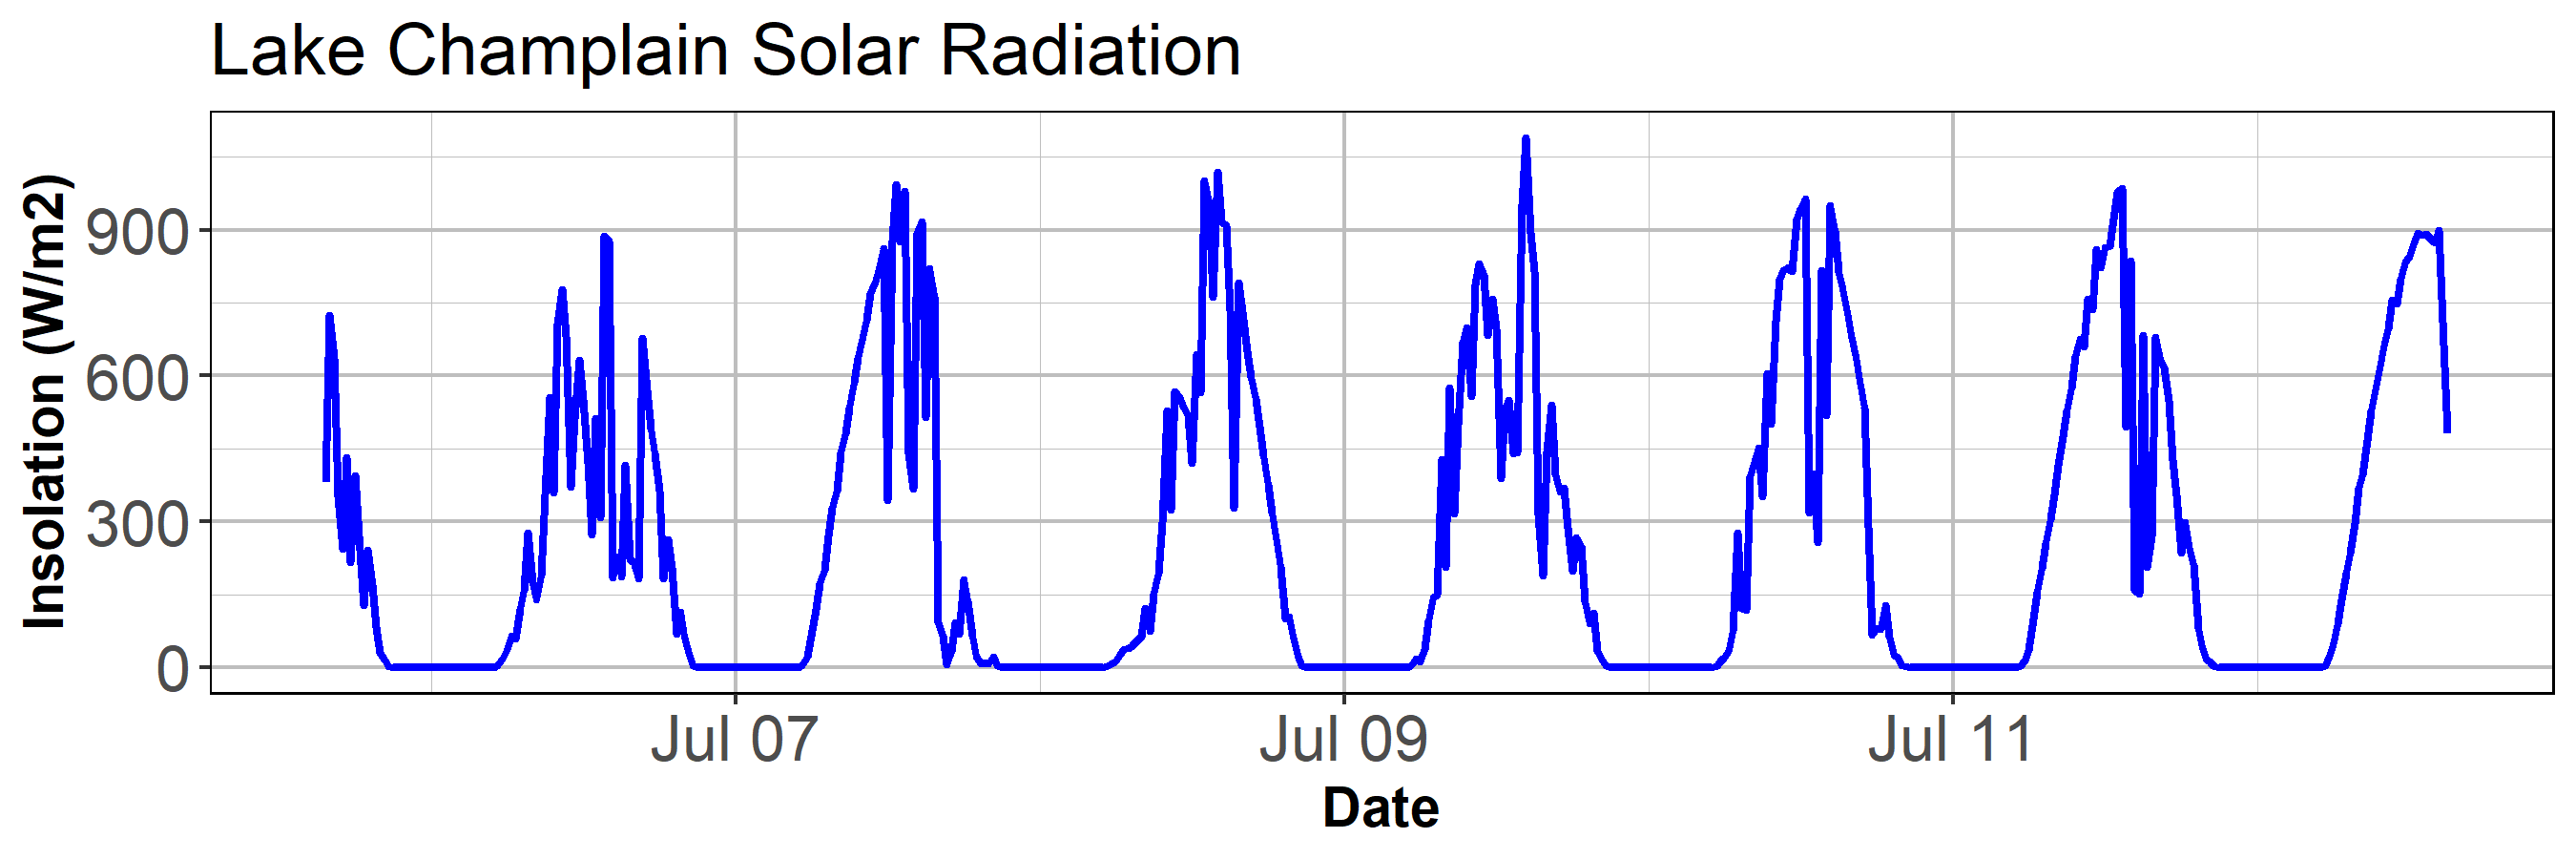 Lake Champlain Solar Radiation
Insolation (W/m2)
900
600
300
0
Jul 07
Jul 09
Jul 11
Date